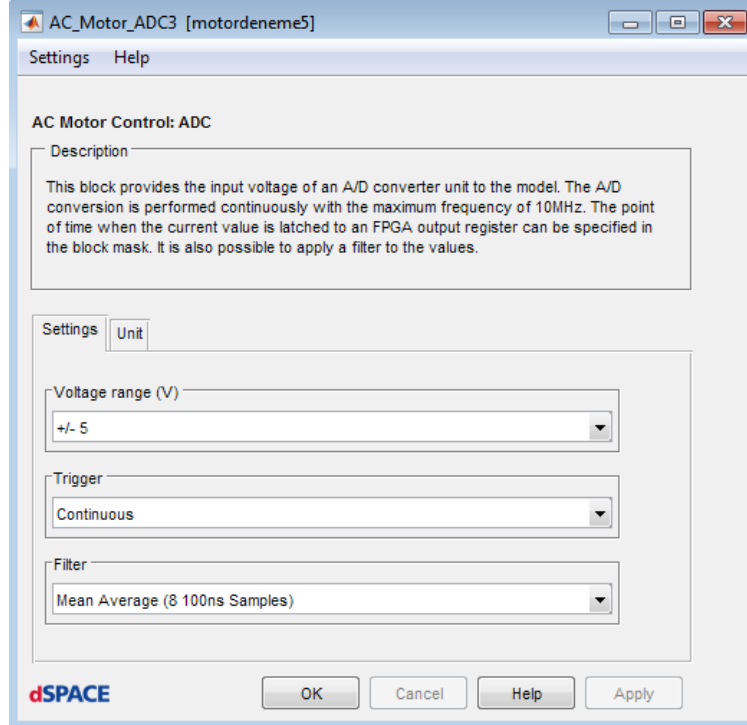 AC_Motor_ADC3 [motordeneme5]
Settings Help
AC Motor Control: ADC
Description
This block provides the input voltage of an A/D converter unit to the model. The A/D
conversion is performed continuously with the maximum frequency of 10MHz. The point
of time when the current value is latched to an FPGA output register can be specified in
the block mask. It is also possible to apply a filter to the values.
Settings Unit
Voltage range (V)
+/- 5
Trigger
Continuous
Filter
Mean Average (8 100ns Samples)
dSPACE OK Cancel Help Apply